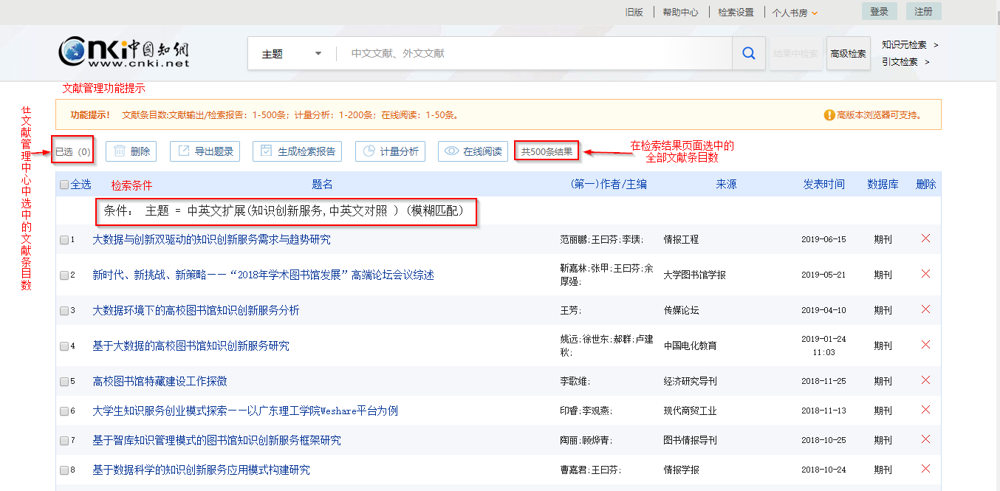 旧版 帮助中心 检索设置 个人书房 登录 注册
cnki中国知网
www.cnki.net
主题 中文文献、外文文献 结果中检索 高级检索
知识元检索 >
引文检索 >
文献管理功能提示
功能提示! 文献条目数:文献输出/检索报告: 1-500条; 计量分析: 1-200条; 在线阅读: 1-50条。 高版本浏览器可支持。
在文献管理中心中选中的文献条目数
已选 (0) 删除 导出题录 生成检索报告 计量分析 在线阅读 共500条结果
在检索结果页面选中的
全部文献条目数
全选 检索条件 题名 (第一)作者/主编 来源 发表时间 数据库 删除
条件: 主题 = 中英文扩展(知识创新服务,中英文对照 ) (模糊匹配)
1 大数据与创新双驱动的知识创新服务需求与趋势研究 范丽鹏;王曰芬;李; 情报工程 2019-06-15 期刊
2 新时代、新挑战、新策略——“2018年学术图书馆发展”高端论坛会议综述 靳嘉林;张甲;王曰芬;余厚强; 大学图书馆学报 2019-05-21 期刊
3 大数据环境下的高校图书馆知识创新服务分析 王芳; 传媒论坛 2019-04-10 期刊
4 基于大数据的高校图书馆知识创新服务研究 姚远;徐世东;郝群;卢建秋; 中国电化教育 2019-01-24 11:03 期刊
5 高校图书馆特藏建设工作探微 李歌维; 经济研究导刊 2018-11-25 期刊
6 大学生知识服务创业模式探索——以广东理工学院Weshare平台为例 印睿;李观燕; 现代商贸工业 2018-11-13 期刊
7 基于智库知识管理模式的图书馆知识创新服务框架研究 陶丽;顾烨青; 图书情报导刊 2018-10-25 期刊
8 基于数据科学的知识创新服务应用模式构建研究 曹嘉君;王曰芬; 情报学报 2018-10-24 期刊